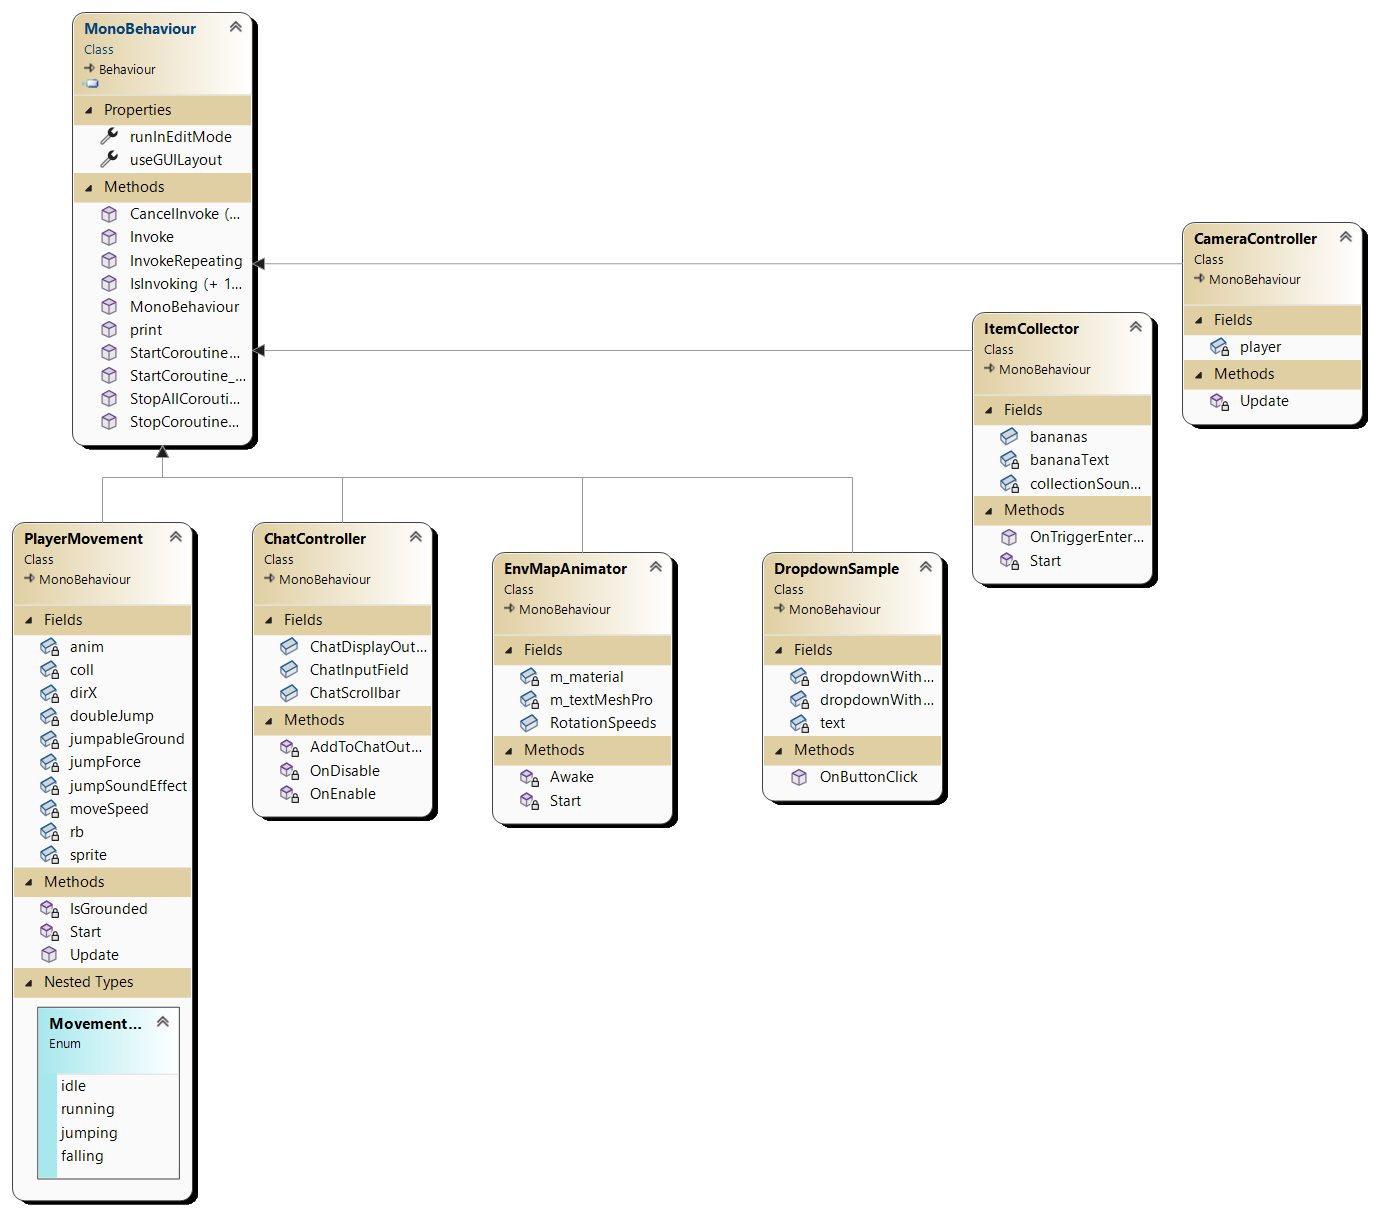 MonoBehaviour
Class
Behaviour
Properties
runInEditMode
useGUILayout
Methods
CancelInvoke (...
Invoke
InvokeRepeating
IsInvoking (+ 1...
MonoBehaviour
print
StartCoroutine...
StartCoroutine_...
StopAllCorouti...
StopCoroutine...
CameraController
Class
MonoBehaviour
Fields
player
Methods
Update
ItemCollector
Class
MonoBehaviour
Fields
bananas
bananaText
collectionSoun...
Methods
OnTriggerEnter...
Start
PlayerMovement
Class
MonoBehaviour
Fields
anim
coll
dirX
doubleJump
jumpableGround
jumpForce
jumpSoundEffect
moveSpeed
rb
sprite
Methods
IsGrounded
Start
Update
Nested Types
Movement...
Enum
idle
running
jumping
falling
ChatController
Class
MonoBehaviour
Fields
ChatDisplayOut...
ChatInputField
ChatScrollbar
Methods
AddToChatOut...
OnDisable
OnEnable
EnvMapAnimator
Class
MonoBehaviour
Fields
m_material
m_textMeshPro
RotationSpeeds
Methods
Awake
Start
DropdownSample
Class
MonoBehaviour
Fields
dropdownWith...
dropdownWith...
text
Methods
OnButtonClick